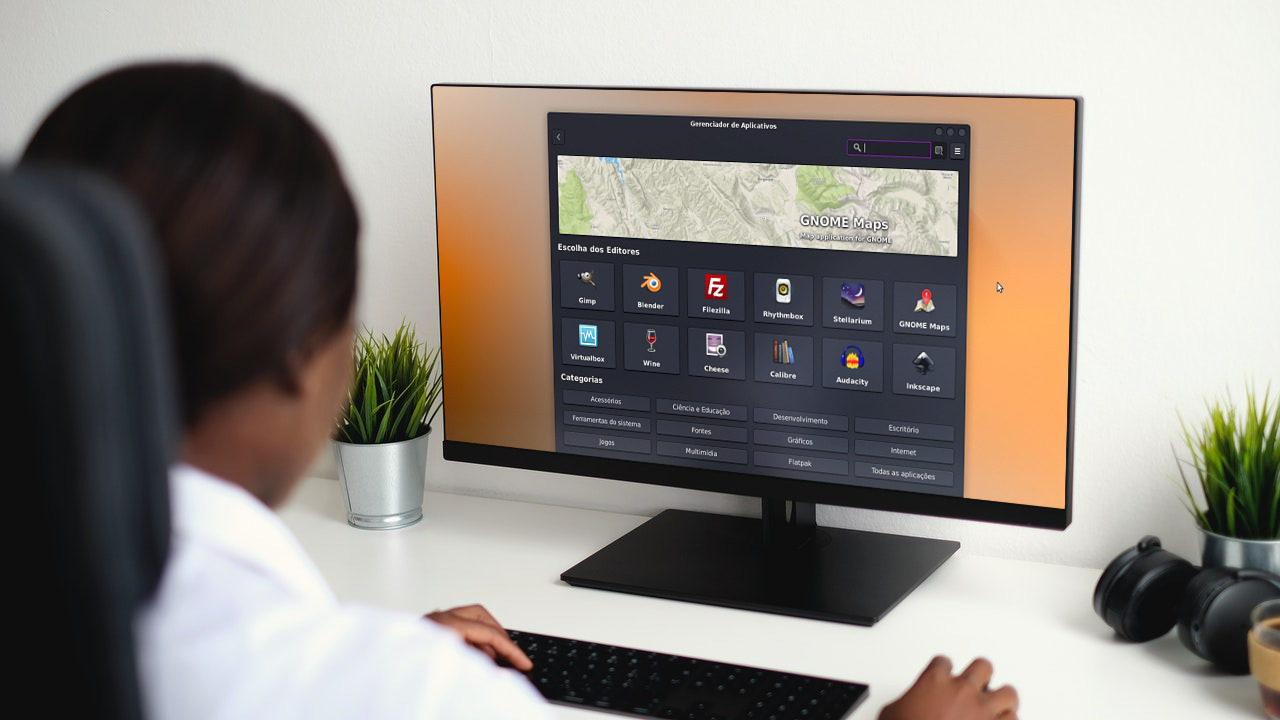 Gerenciador de Aplicativos
GNOME Maps
Map application for GNOME
Escolha dos Editores
Gimp
Blender
Filezilla
Rhythmbox
Stellarium
GNOME Maps
Virtualbox
Wine
Cheese
Calibre
Audacity
Inkscape
Categorias
Acessórios
Ciência e Educação
Desenvolvimento
Escritório
Ferramentas do sistema
Fontes
Gráficos
Internet
Jogos
Multimídia
Flatpak
Todas as aplicações